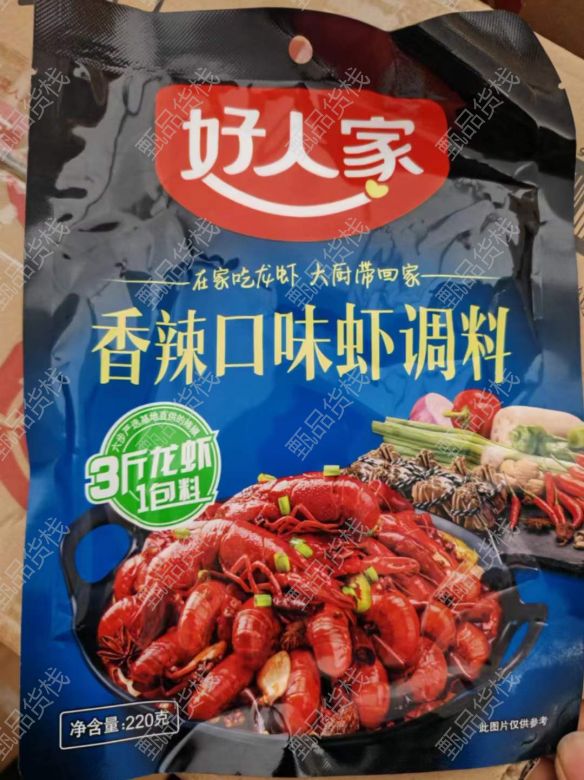 好人家
在家吃龙虾 大厨带回家
香辣口味虾调料
3斤龙虾
1包料
净含量:220克
此图片仅供参考
甄品货栈